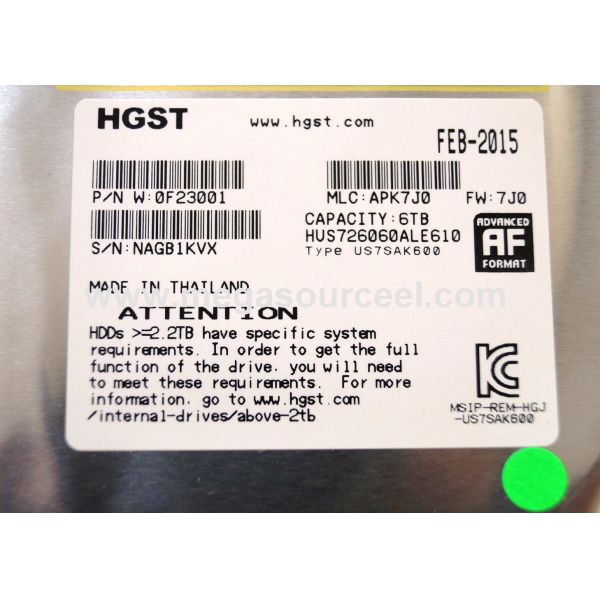 HGST
www.hgst.com
FEB-2015
P/N W:0F23001
MLC:APK7J0 FW:7J0
S/N:NAGB1KVX
CAPACITY:6TB
HUS726060ALE610
Type US7SAK600
ADVANCED
AF
FORMAT
MADE IN THAILAND
www.megasourceel.com
ATTENTION
HDDs >=2.2TB have specific system
requirements. In order to get the full
function of the drive, you will need
to meet these requirements. For more
information, go to www.hgst.com
/internal-drives/above-2tb
MSIP-REM-HGJ
-US7SAK600